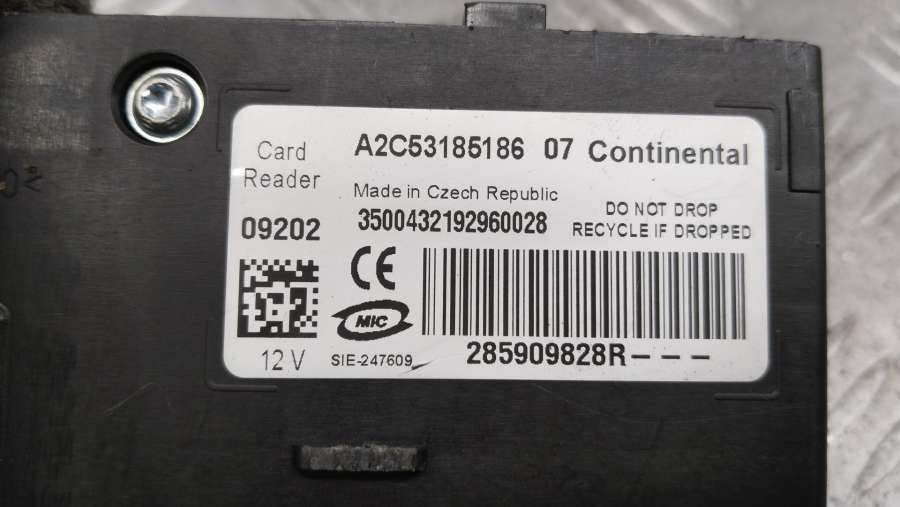 Card Reader
A2C53185186 07 Continental
Made in Czech Republic
09202
3500432192960028
DO NOT DROP
RECYCLE IF DROPPED
CE
MIC
12 V
SIE-247609
285909828R---